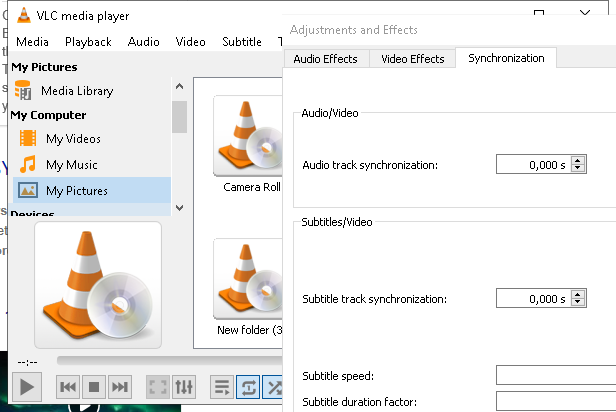 VLC media player
Media Playback Audio Video Subtitle
My Pictures
Media Library
My Computer
My Videos
My Music
My Pictures
Devices
Camera Roll
New folder (3
--:--
Adjustments and Effects
Audio Effects Video Effects Synchronization
Audio/Video
Audio track synchronization: 0,000 s
Subtitles/Video
Subtitle track synchronization: 0,000 s
Subtitle speed:
Subtitle duration factor: